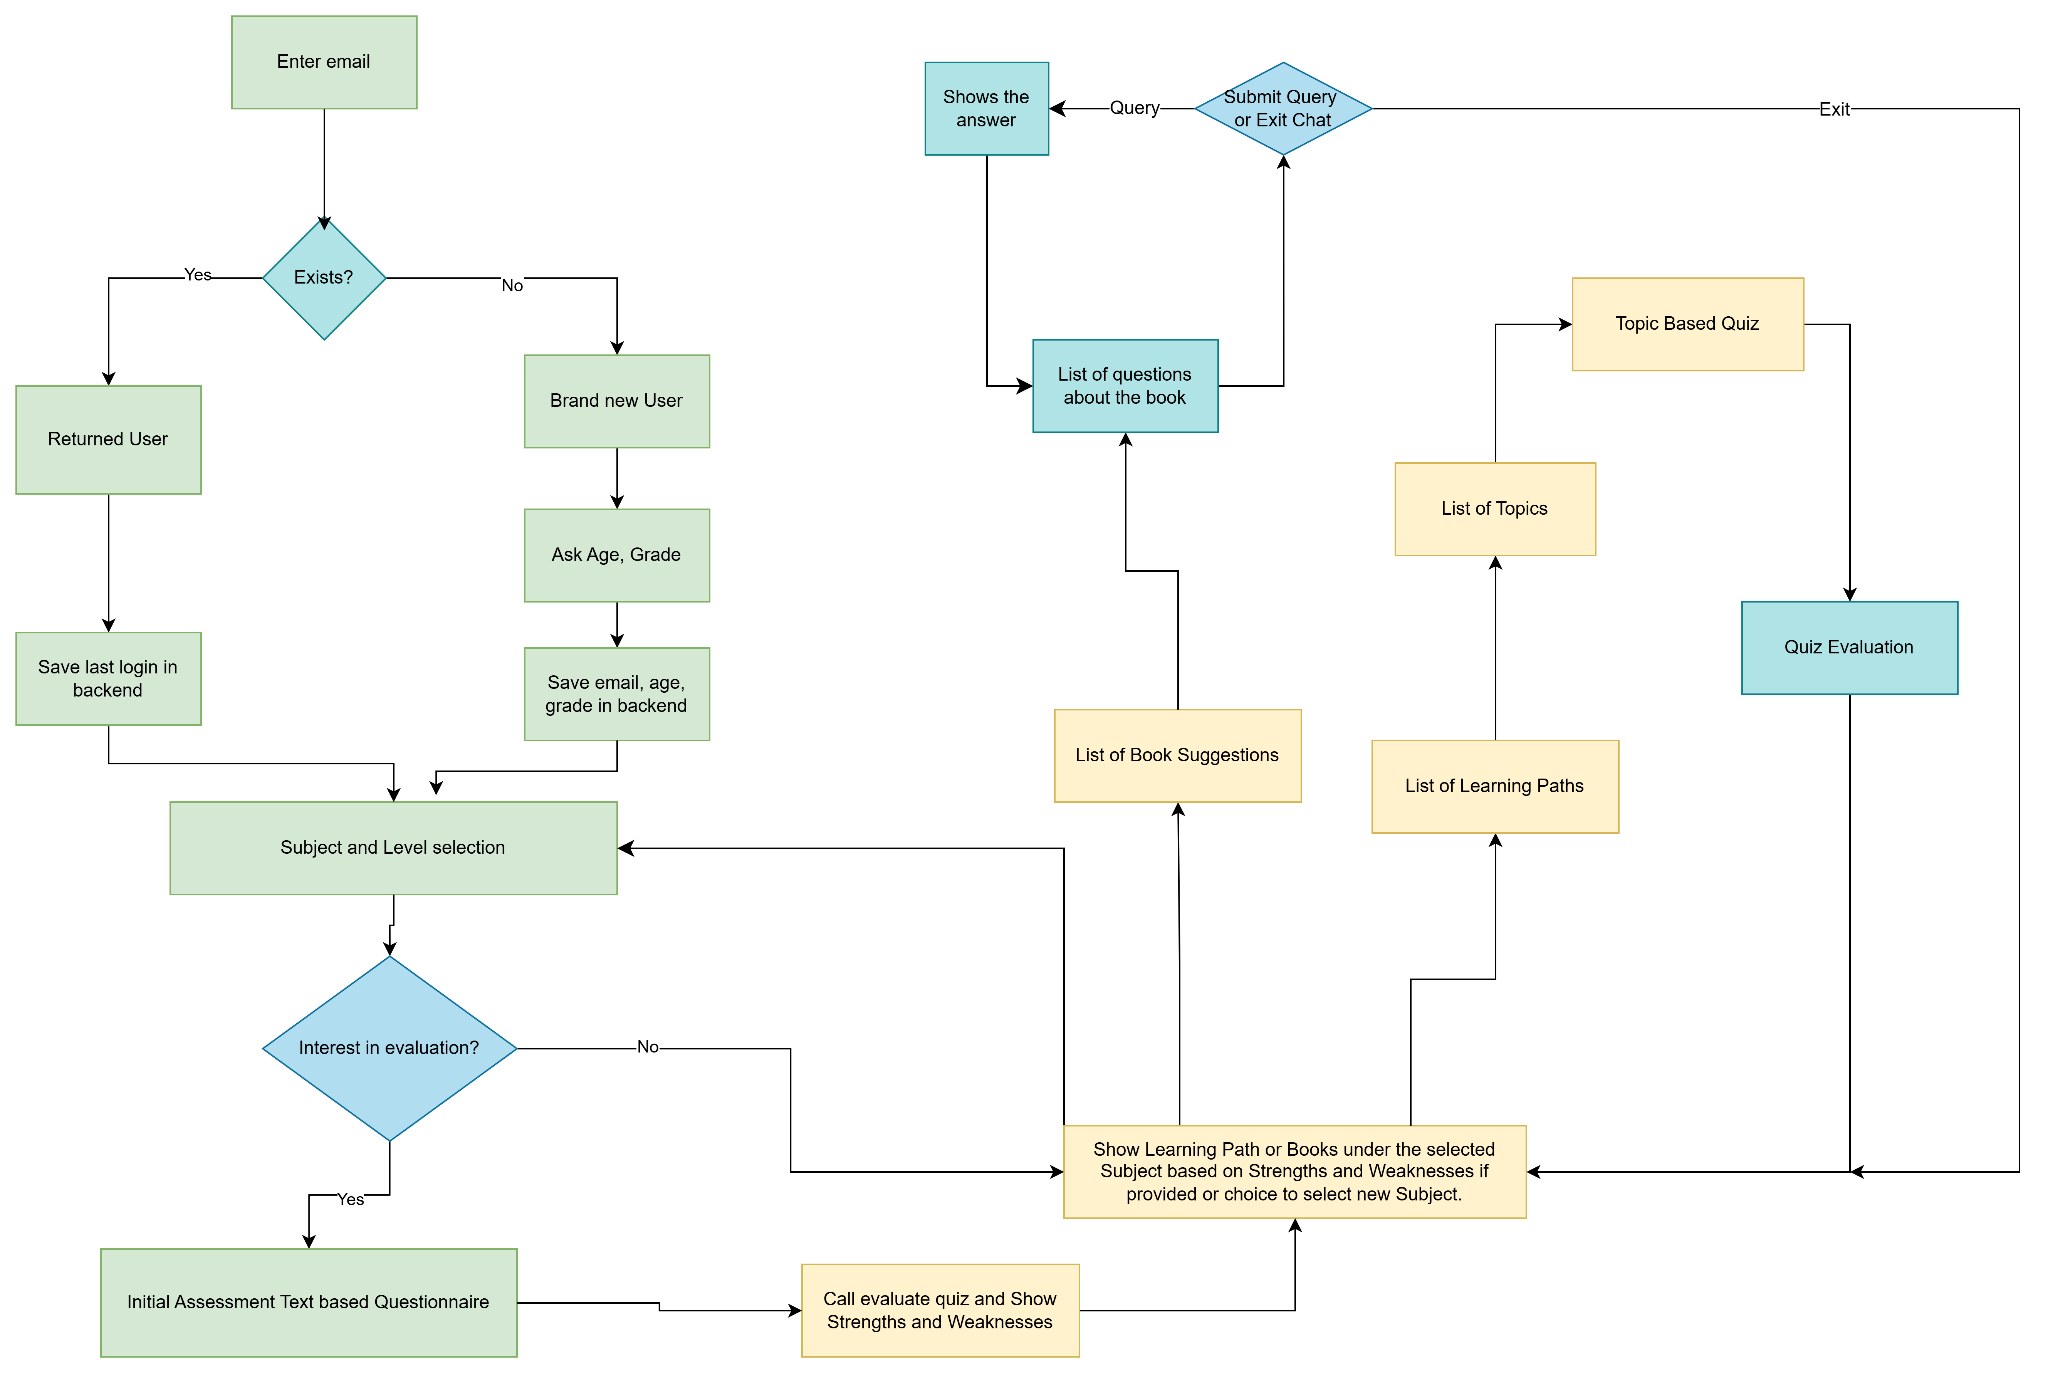 Enter email
Exists?
Yes
No
Returned User
Brand new User
Ask Age, Grade
Save last login in
backend
Save email, age,
grade in backend
Subject and Level selection
Interest in evaluation?
No
Yes
Initial Assessment Text based Questionnaire
Call evaluate quiz and Show
Strengths and Weaknesses
Show Learning Path or Books under the selected
Subject based on Strengths and Weaknesses if
provided or choice to select new Subject.
List of Book Suggestions
List of questions
about the book
Shows the
answer
Query
Submit Query
or Exit Chat
Exit
List of Learning Paths
List of Topics
Topic Based Quiz
Quiz Evaluation